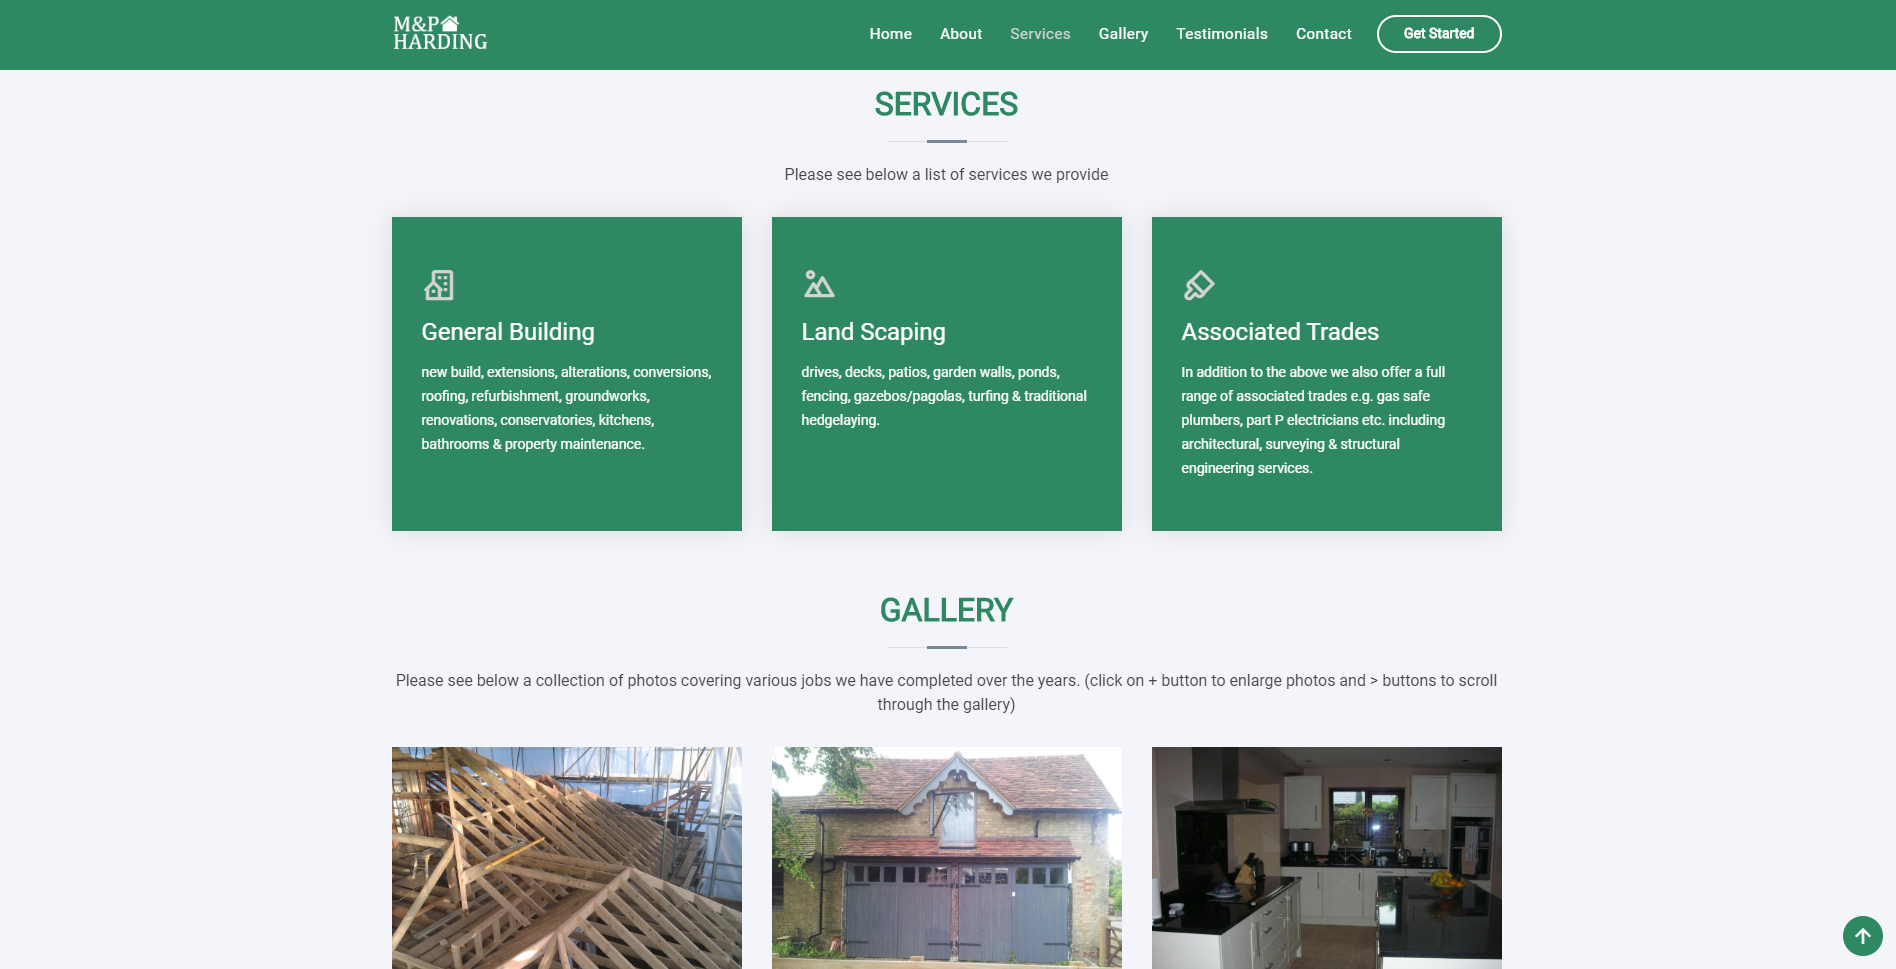 M&P
HARDING
Home
About
Services
Gallery
Testimonials
Contact
Get Started
SERVICES
Please see below a list of services we provide
General Building
new build, extensions, alterations, conversions,
roofing, refurbishment, groundworks,
renovations, conservatories, kitchens,
bathrooms & property maintenance.
Land Scaping
drives, decks, patios, garden walls, ponds,
fencing, gazebos/pagolas, turfing & traditional
hedgelaying.
Associated Trades
In addition to the above we also offer a full
range of associated trades e.g. gas safe
plumbers, part P electricians etc. including
architectural, surveying & structural
engineering services.
GALLERY
Please see below a collection of photos covering various jobs we have completed over the years. (click on + button to enlarge photos and > buttons to scroll
through the gallery)